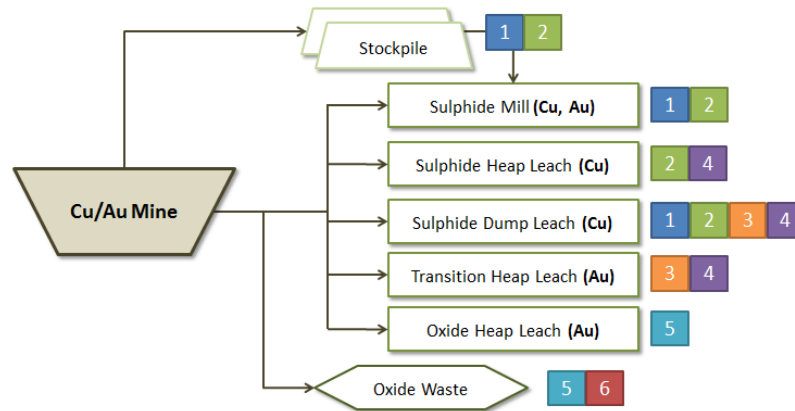 Stockpile
1 2
Sulphide Mill (Cu, Au)
1 2
Sulphide Heap Leach (Cu)
2 4
Cu/Au Mine
Sulphide Dump Leach (Cu)
1 2 3 4
Transition Heap Leach (Au)
3 4
Oxide Heap Leach (Au)
5
Oxide Waste
5 6